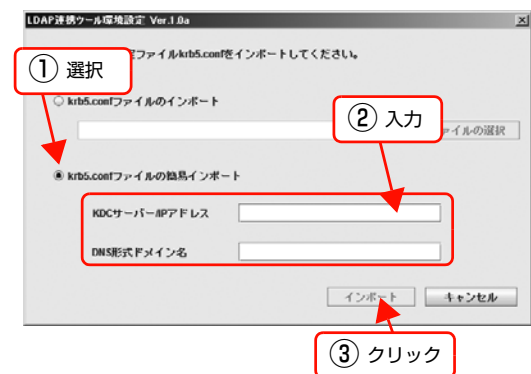 LDAP連携ツール環境設定 Ver.1.0a
ファイルkrb5.confをインポートしてください。
① 選択
krb5.confファイルのインポート
② 入力
ァイルの選択
krb5.confファイルの簡易インポート
KDCサーバーIPアドレス
DNS形式ドメイン名
インポート
キャンセル
③ クリック